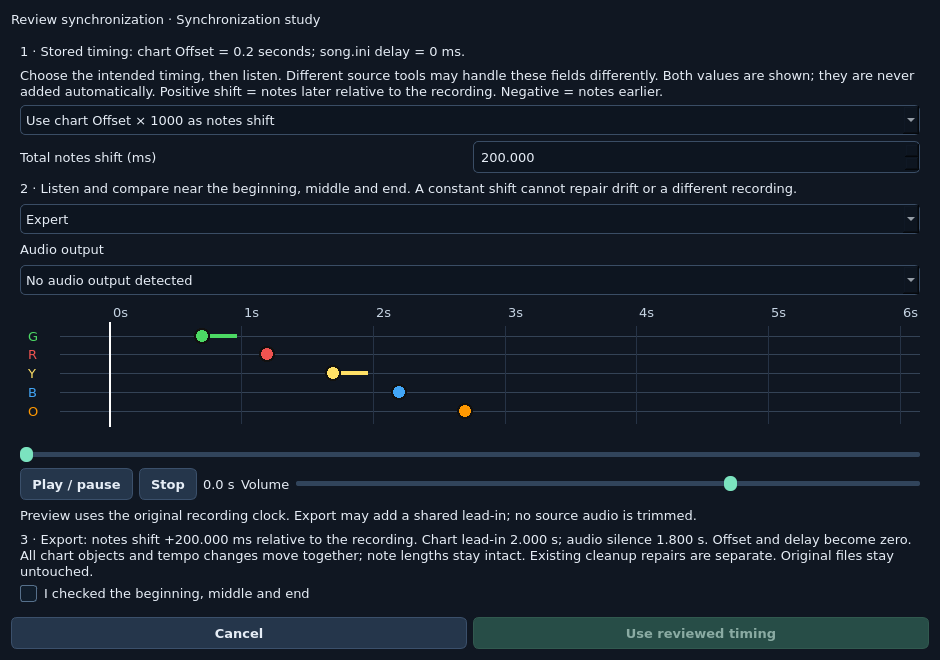 Review synchronization · Synchronization study
1 · Stored timing: chart Offset = 0.2 seconds; song.ini delay = 0 ms.
Choose the intended timing, then listen. Different source tools may handle these fields differently. Both values are shown; they are never
added automatically. Positive shift = notes later relative to the recording. Negative = notes earlier.
Use chart Offset × 1000 as notes shift
Total notes shift (ms) 200.000
2 · Listen and compare near the beginning, middle and end. A constant shift cannot repair drift or a different recording.
Expert
Audio output
No audio output detected
0s 1s 2s 3s 4s 5s 6s
G
R
Y
B
O
Play / pause Stop 0.0 s Volume
Preview uses the original recording clock. Export may add a shared lead-in; no source audio is trimmed.
3 · Export: notes shift +200.000 ms relative to the recording. Chart lead-in 2.000 s; audio silence 1.800 s. Offset and delay become zero.
All chart objects and tempo changes move together; note lengths stay intact. Existing cleanup repairs are separate. Original files stay
untouched.
I checked the beginning, middle and end
Cancel Use reviewed timing